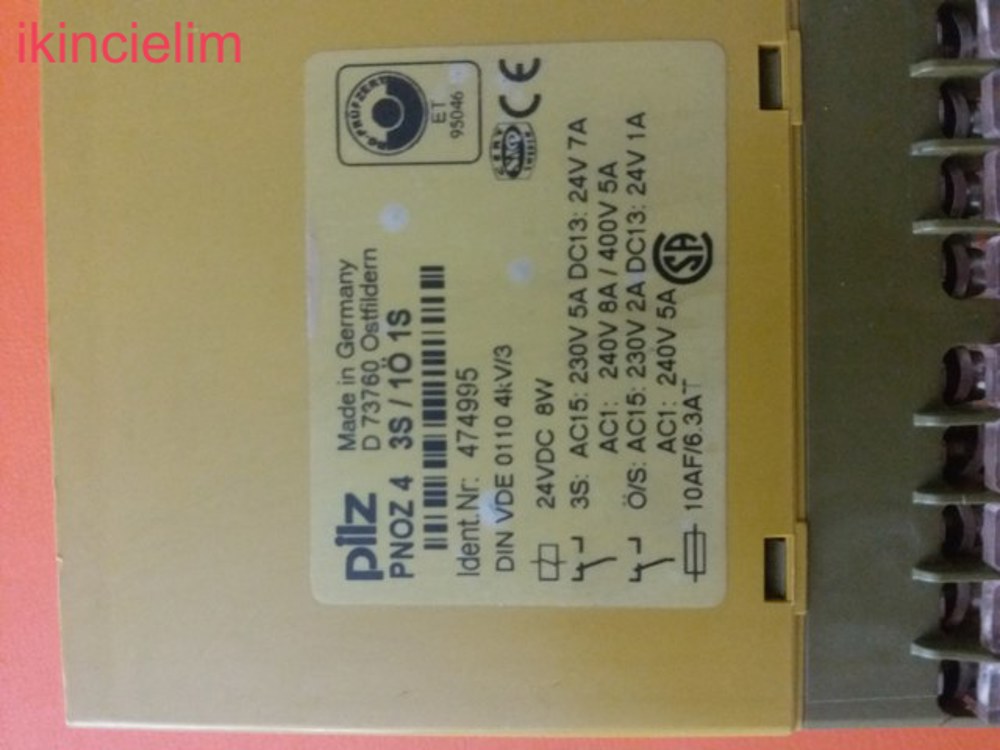 ikincielim
pilz
Made in Germany
D 73760 Ostfildern
PNOZ 4 3S / 1Ö 1S
Ident.Nr: 474995
DIN VDE 0110 4kV/3
24VDC 8W
3S: AC15: 230V 5A DC13: 24V 7A
AC1: 240V 8A / 400V 5A
Ö/S: AC15: 230V 2A DC13: 24V 1A
AC1: 240V 5A
10AF/6.3AT
BG-PRÜFZERT
ET
95046
CE
SA